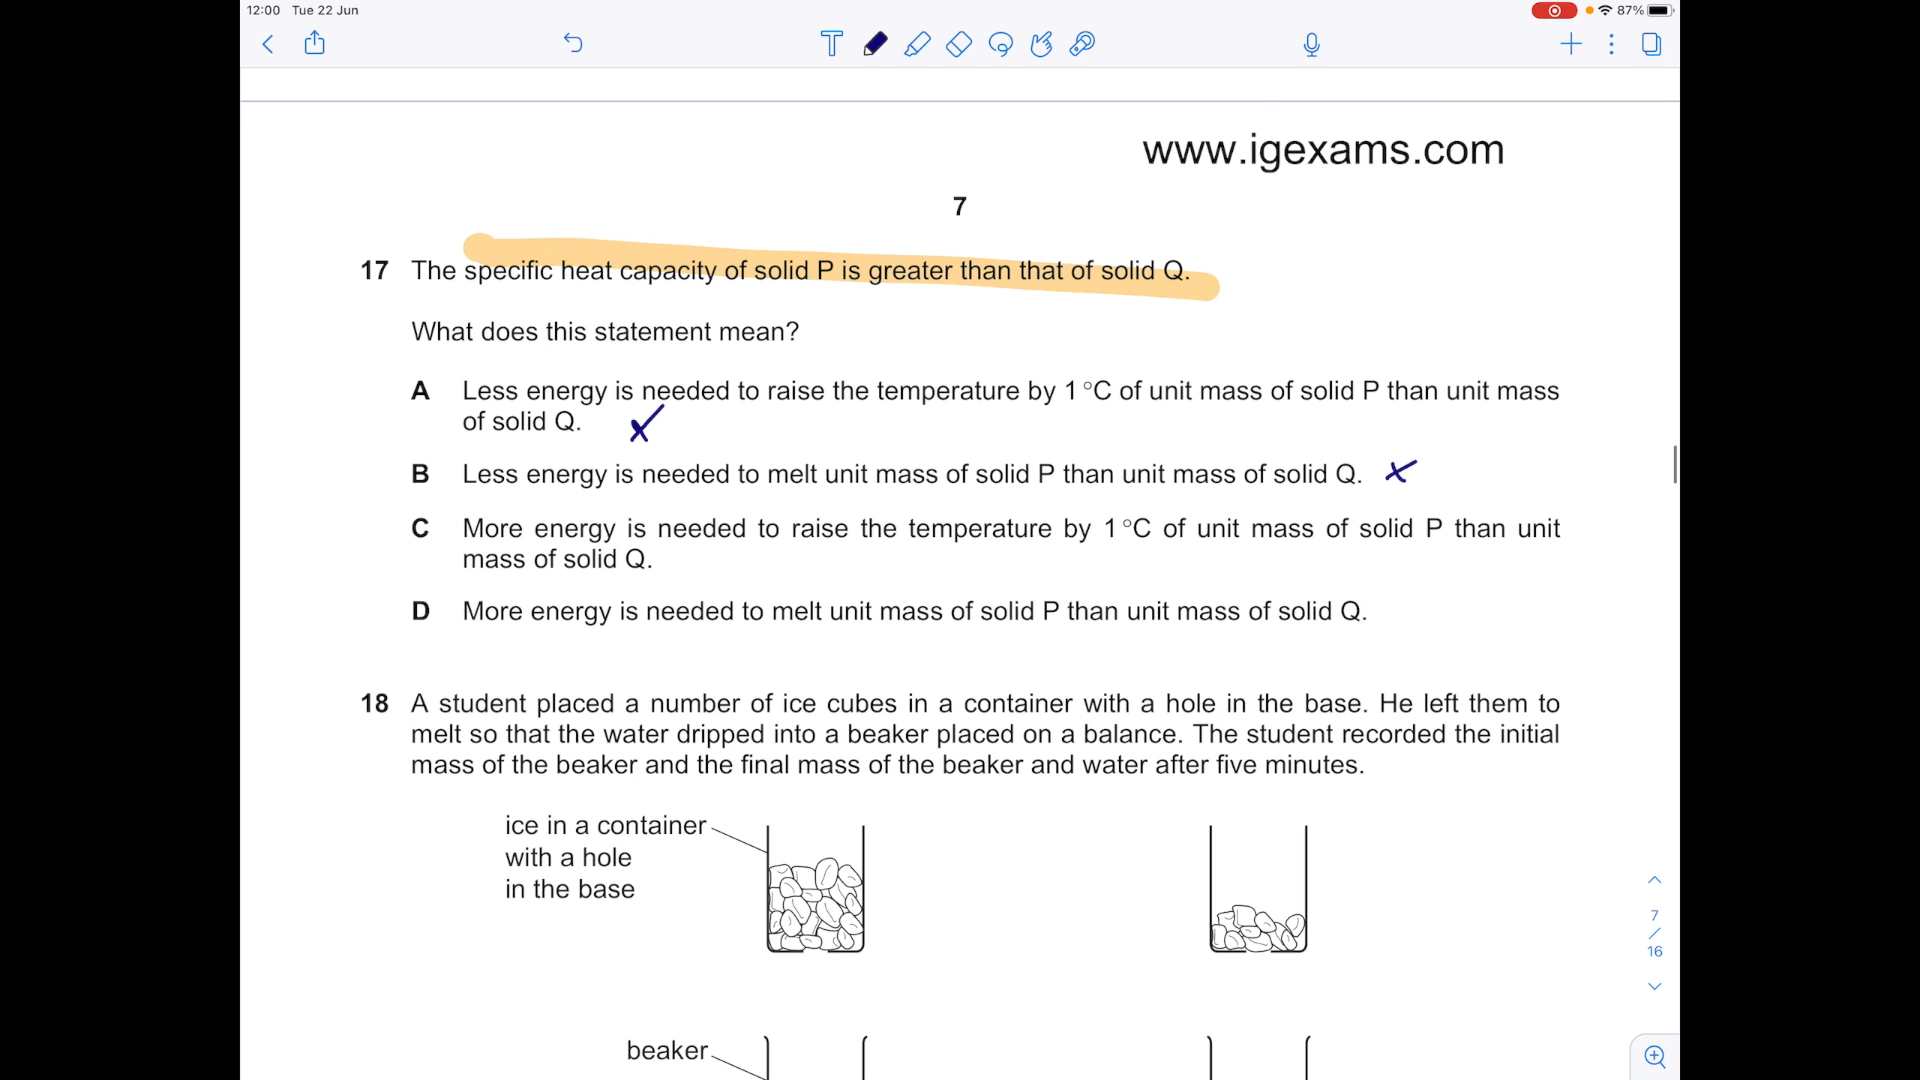 12:00 Tue 22 Jun
87%
www.igexams.com
7
17 The specific heat capacity of solid P is greater than that of solid Q.
What does this statement mean?
A Less energy is needed to raise the temperature by 1 °C of unit mass of solid P than unit mass
of solid Q.
B Less energy is needed to melt unit mass of solid P than unit mass of solid Q.
C More energy is needed to raise the temperature by 1 °C of unit mass of solid P than unit
mass of solid Q.
D More energy is needed to melt unit mass of solid P than unit mass of solid Q.
18 A student placed a number of ice cubes in a container with a hole in the base. He left them to
melt so that the water dripped into a beaker placed on a balance. The student recorded the initial
mass of the beaker and the final mass of the beaker and water after five minutes.
ice in a container
with a hole
in the base
7
/
16
beaker